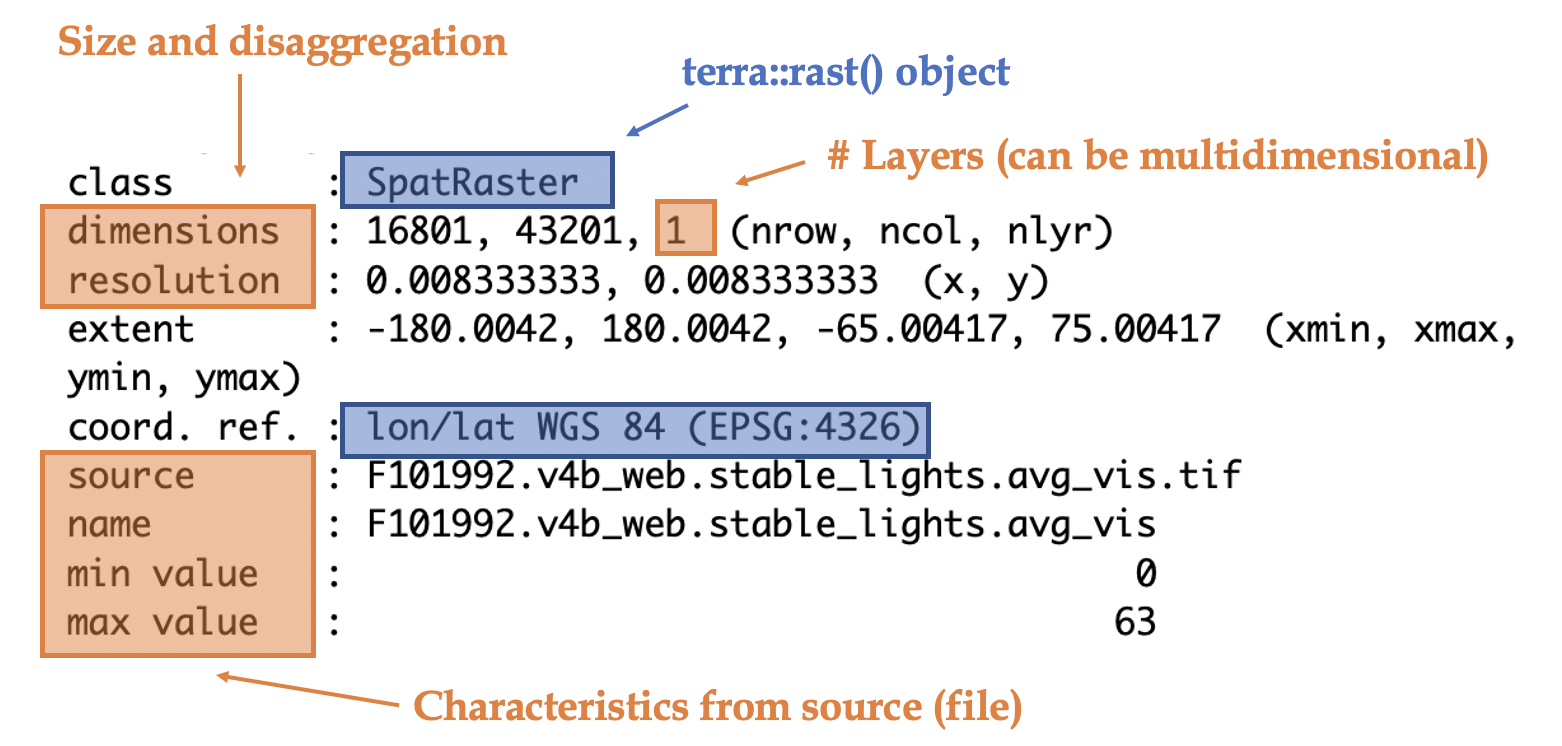 Size and disaggregation
terra::rast() object
# Layers (can be multidimensional)
class : SpatRaster
dimensions : 16801, 43201, 1 (nrow, ncol, nlyr)
resolution : 0.008333333, 0.008333333 (x, y)
extent : -180.0042, 180.0042, -65.00417, 75.00417 (xmin, xmax,
ymin, ymax)
coord. ref. : lon/lat WGS 84 (EPSG:4326)
source : F101992.v4b_web.stable_lights.avg_vis.tif
name : F101992.v4b_web.stable_lights.avg_vis
min value : 0
max value : 63
Characteristics from source (file)